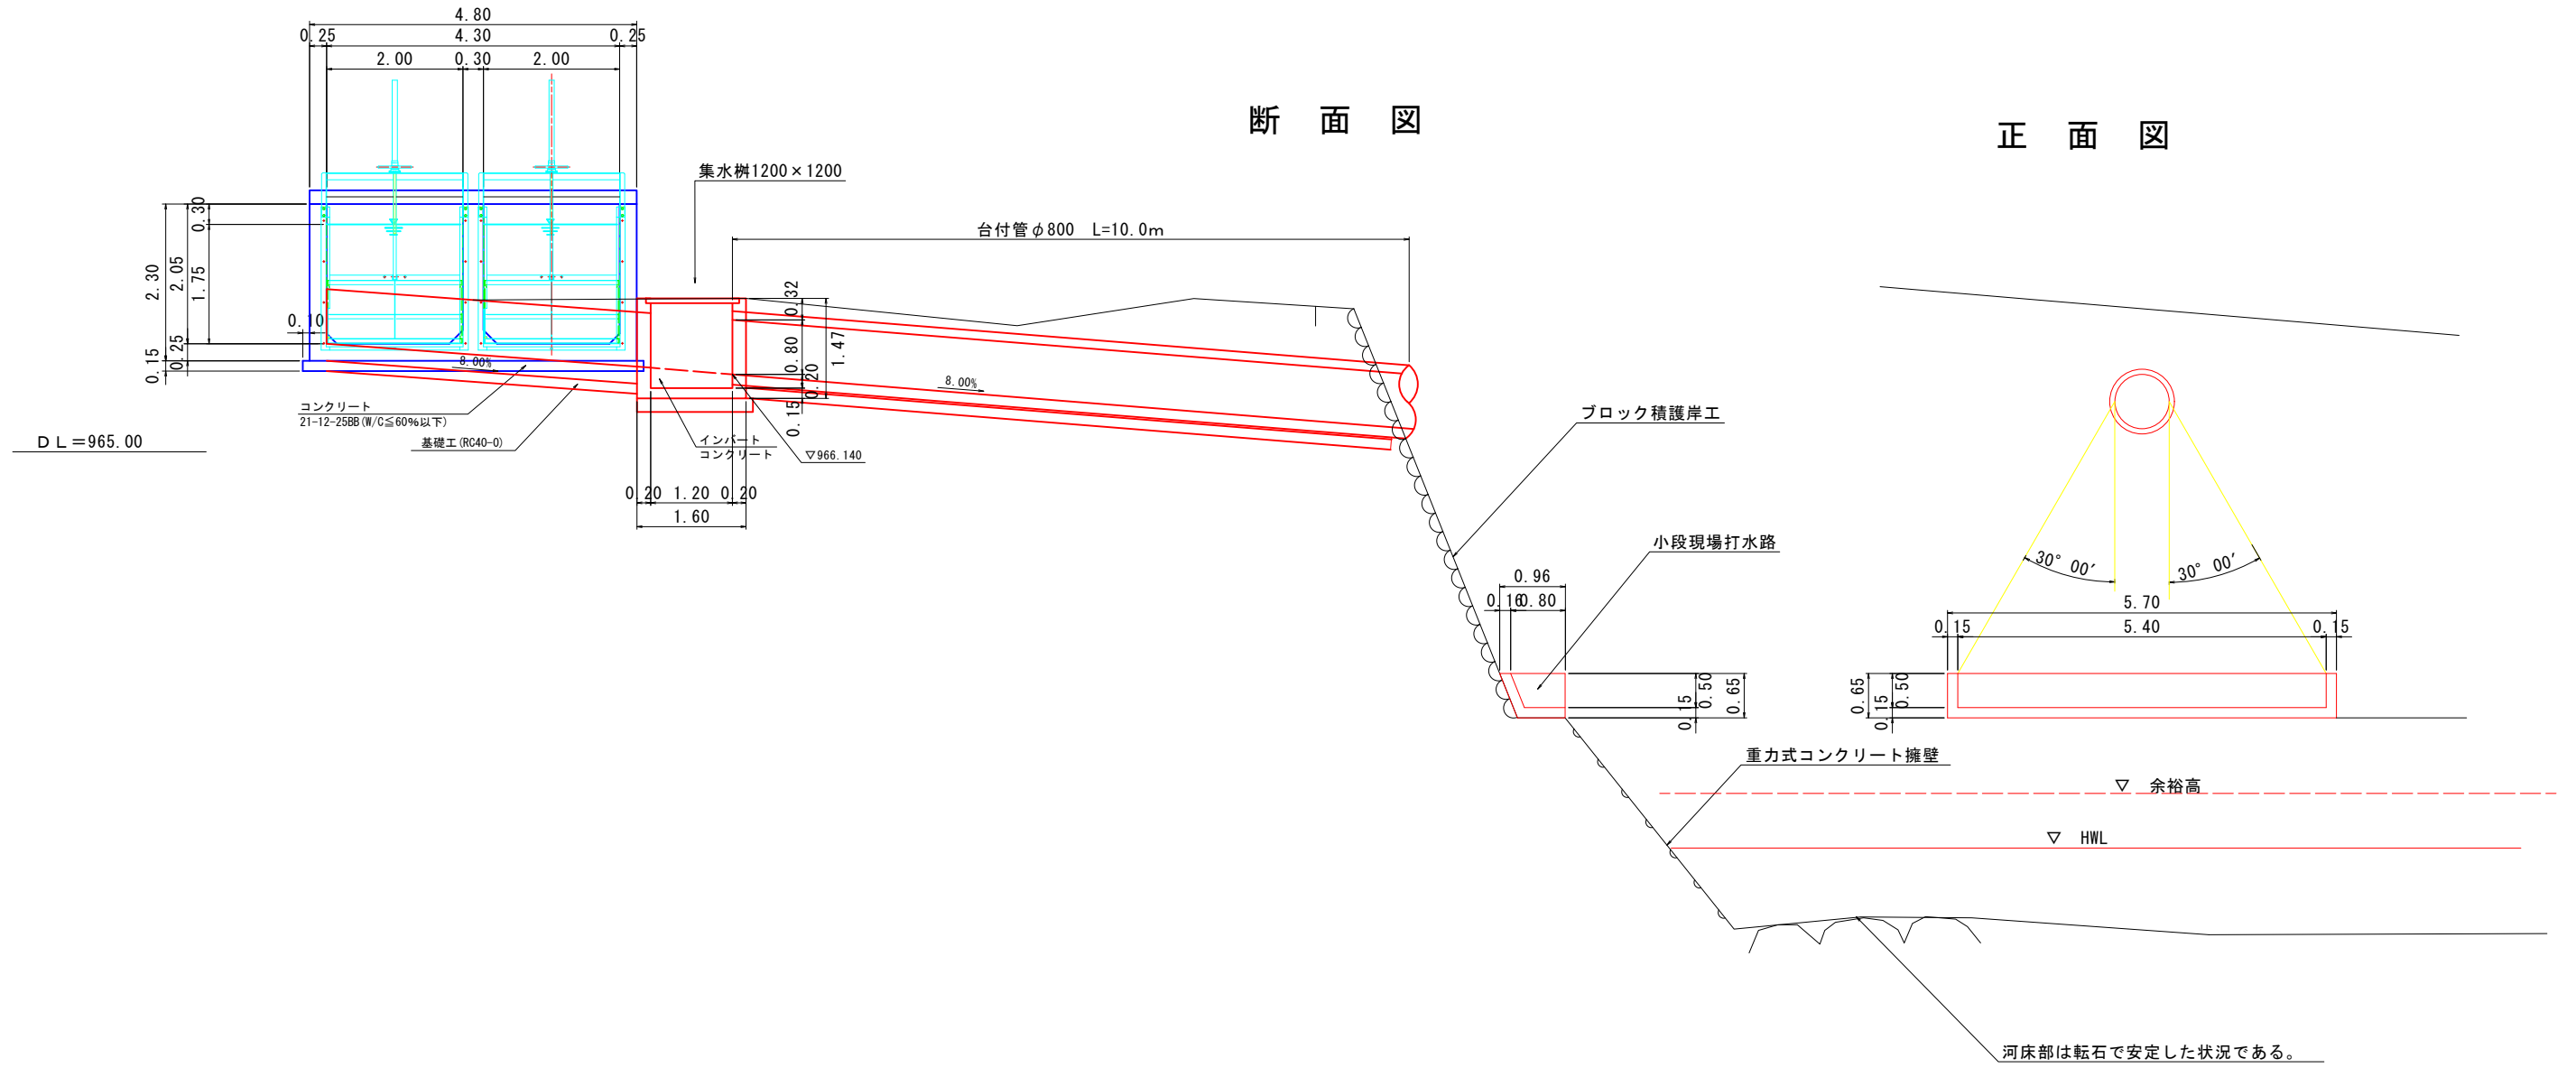 4.80
0.25 4.30 0.25
2.00 0.30 2.00
断 面 図
正 面 図
集水桝1200×1200
台付管φ800 L=10.0m
2.30
2.05
0.30
1.75
0.10
0.15
0.25
8.00%
0.32
0.80
1.47
0.20
0.15
8.00%
コンクリート
21-12-25BB(W/C≦60%以下)
基礎工(RC40-0)
インバート
コンクリート
▽966.140
DL=965.00
0.20 1.20 0.20
1.60
ブロック積護岸工
小段現場打水路
0.96
0.16 0.80
0.15
0.50
0.65
30°00′
30°00′
5.70
0.15 5.40 0.15
0.65
0.15
0.50
重力式コンクリート擁壁
▽ 余裕高
▽ HWL
河床部は転石で安定した状況である。